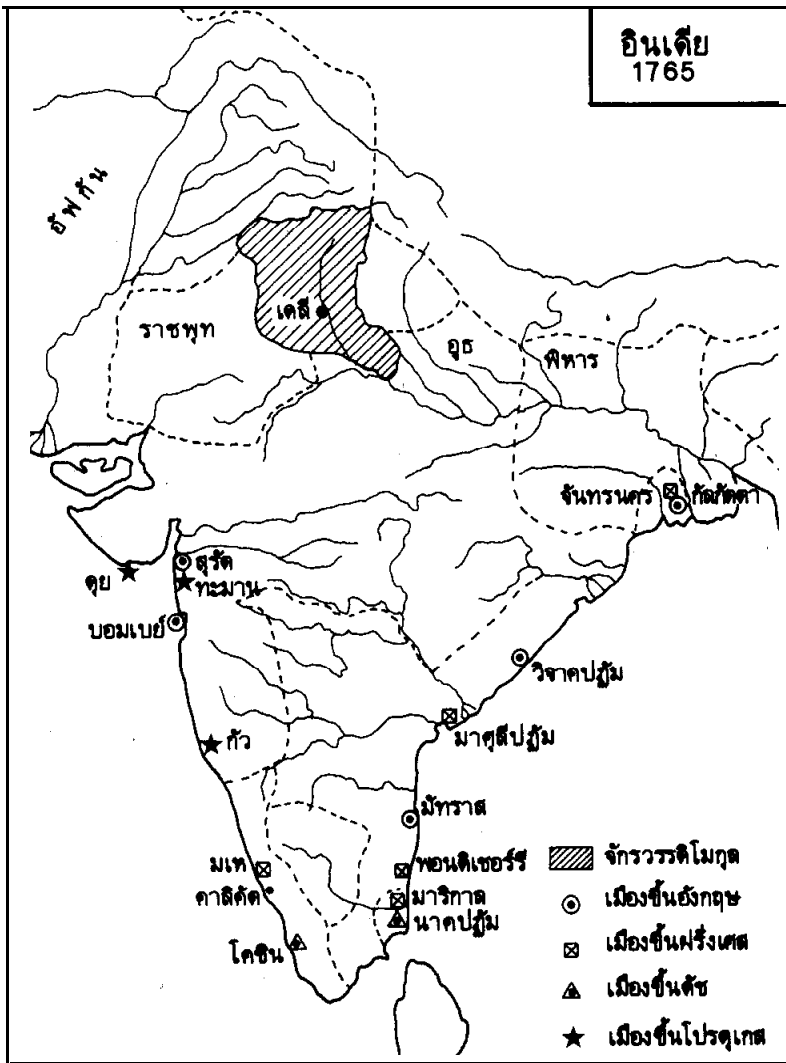 อินเดีย
1765
อัฟกัน
ราชพุท
เดลี
อูธ
พิหาร
จันทรนคร
กัลกัตตา
สุรัต
ดุย
ทะมาน
บอมเบย์
วิจาคปฏัม
มาศุลีปฏัม
กัว
มัทราส
มเห
พอนดิเชอร์รี
คาลิคัต
มาริกาล
นาคปฏัม
โคชิน
จักรวรรดิโมกุล
เมืองขึ้นอังกฤษ
เมืองขึ้นฝรั่งเศส
เมืองขึ้นดัช
เมืองขึ้นโปรตุเกส